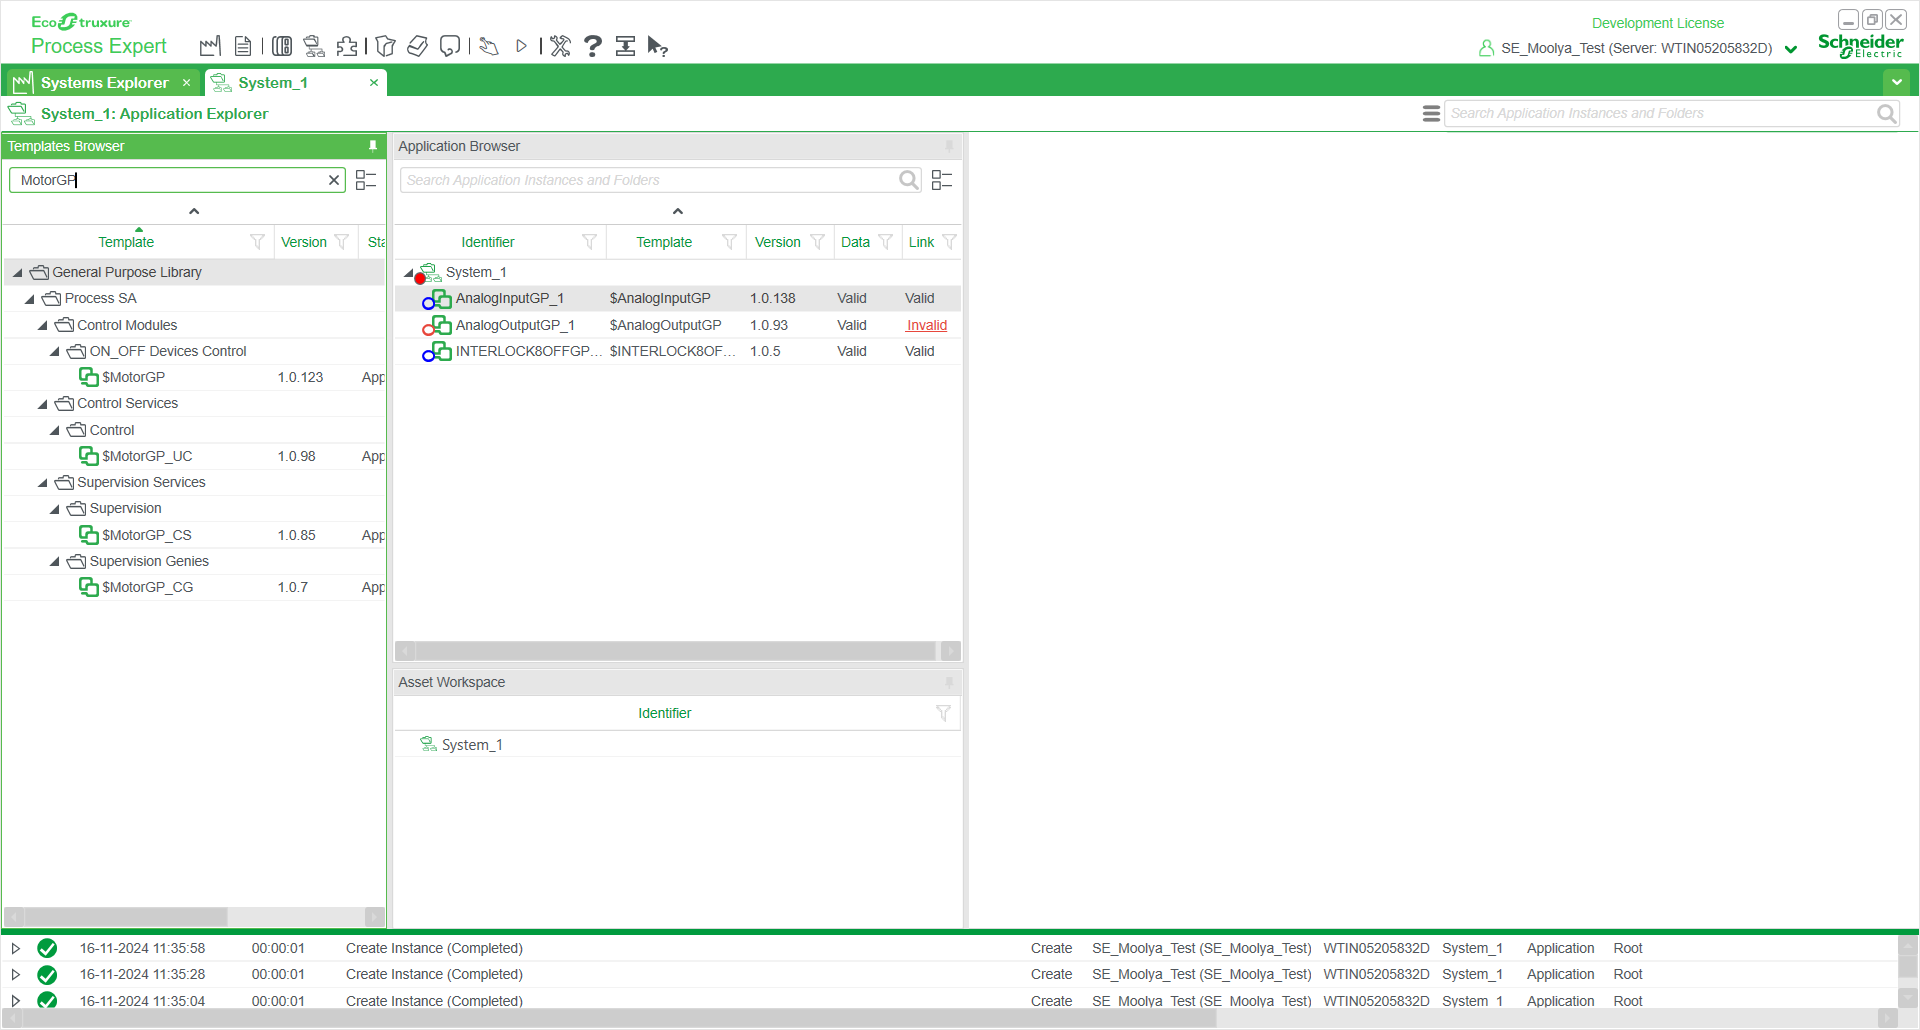 EcoStruxure
Process Expert
Development License
SE_Moolya_Test (Server: WTIN05205832D)
Schneider
Electric
Systems Explorer
System_1
System_1: Application Explorer
Search Application Instances and Folders
Templates Browser
MotorGP
Template Version Sta
General Purpose Library
Process SA
Control Modules
ON_OFF Devices Control
$MotorGP 1.0.123 App
Control Services
Control
$MotorGP_UC 1.0.98 App
Supervision Services
Supervision
$MotorGP_CS 1.0.85 App
Supervision Genies
$MotorGP_CG 1.0.7 App
Application Browser
Search Application Instances and Folders
Identifier Template Version Data Link
System_1
AnalogInputGP_1 $AnalogInputGP 1.0.138 Valid Valid
AnalogOutputGP_1 $AnalogOutputGP 1.0.93 Valid Invalid
INTERLOCK8OFFGP... $INTERLOCK8OF... 1.0.5 Valid Valid
Asset Workspace
Identifier
System_1
16-11-2024 11:35:58 00:00:01 Create Instance (Completed) Create SE_Moolya_Test (SE_Moolya_Test) WTIN05205832D System_1 Application Root
16-11-2024 11:35:28 00:00:01 Create Instance (Completed) Create SE_Moolya_Test (SE_Moolya_Test) WTIN05205832D System_1 Application Root
16-11-2024 11:35:04 00:00:01 Create Instance (Completed) Create SE_Moolya_Test (SE_Moolya_Test) WTIN05205832D System_1 Application Root